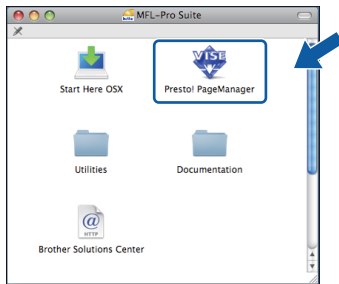 MFL-Pro Suite
Start Here OSX
VISE
Presto! PageManager
Utilities
Documentation
@
HTTP
Brother Solutions Center